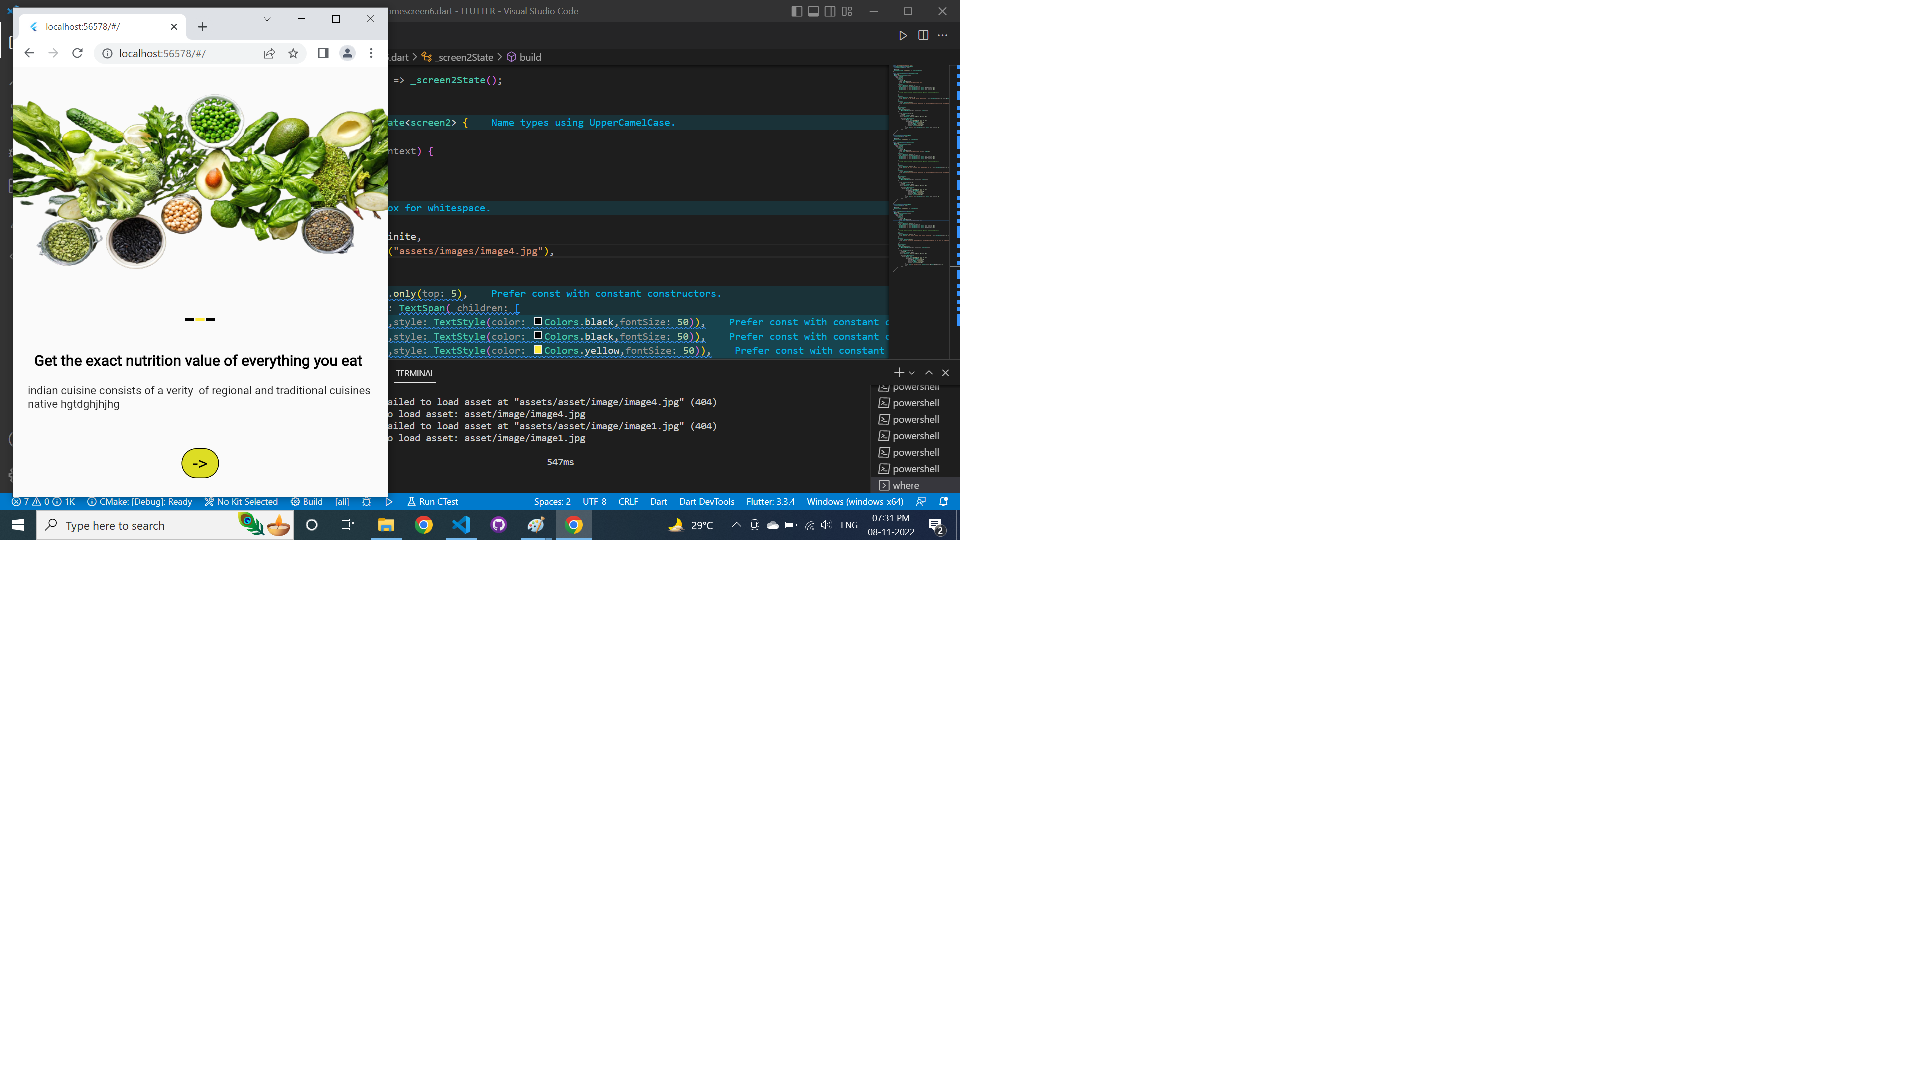 localhost:56578/#/
localhost:56578/#/
Get the exact nutrition value of everything you eat
indian cuisine consists of a verity  of regional and traditional cuisines
native hgtdghjhjhg
->
mescreen6.dart - FLUTTER - Visual Studio Code
.dart > _screen2State > build
=> _screen2State();
ate<screen2> {    Name types using UpperCamelCase.
ntext) {
ox for whitespace.
inite,
("assets/images/image4.jpg"),
.only(top: 5),    Prefer const with constant constructors.
: TextSpan( children: [
,style: TextStyle(color: Colors.black,fontSize: 50)),    Prefer const with constant c
,style: TextStyle(color: Colors.black,fontSize: 50)),    Prefer const with constant c
,style: TextStyle(color: Colors.yellow,fontSize: 50)),    Prefer const with constant
TERMINAL
ailed to load asset at "assets/asset/image/image4.jpg" (404)
o load asset: asset/image/image4.jpg
ailed to load asset at "assets/asset/image/image1.jpg" (404)
o load asset: asset/image/image1.jpg
547ms
powershell
powershell
powershell
powershell
powershell
powershell
where
7 0 1K CMake: [Debug]: Ready No Kit Selected Build [all] Run CTest Spaces: 2 UTF-8 CRLF Dart Dart DevTools Flutter: 3.3.4 Windows (windows-x64)
Type here to search
29°C
ENG
07:31 PM
08-11-2022
2